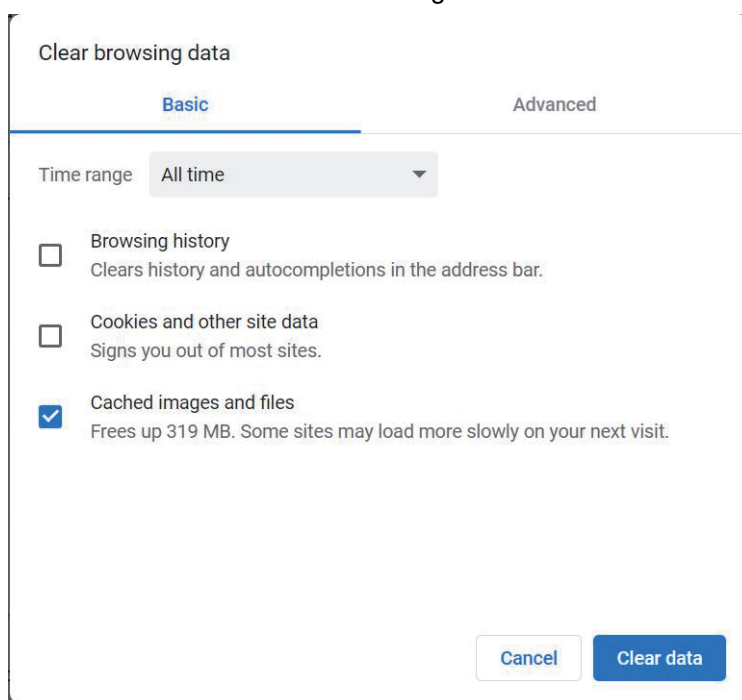 Clear browsing data
Basic
Advanced
Time range
All time
Browsing history
Clears history and autocompletions in the address bar.
Cookies and other site data
Signs you out of most sites.
Cached images and files
Frees up 319 MB. Some sites may load more slowly on your next visit.
Cancel
Clear data